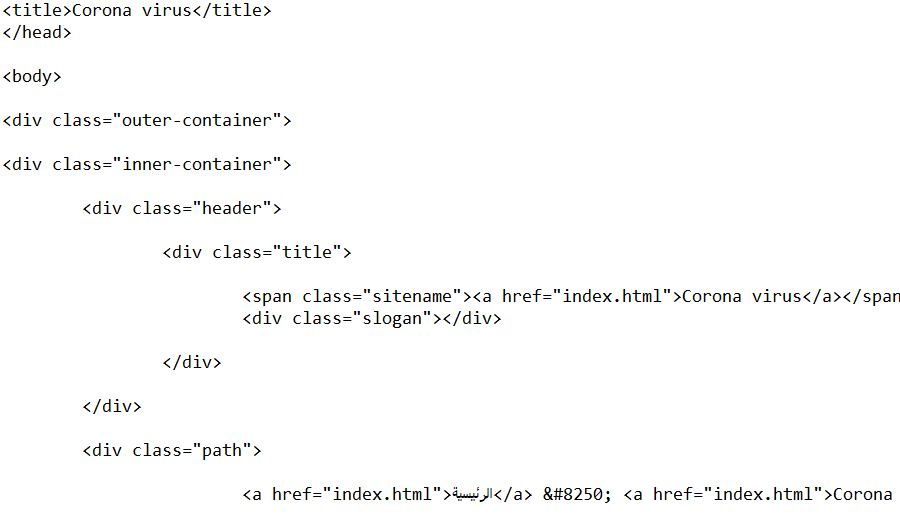 <title>Corona virus</title>
</head>
<body>
<div class="outer-container">
<div class="inner-container">
<div class="header">
<div class="title">
<span class="sitename"><a href="index.html">Corona virus</a></span
<div class="slogan"></div>
</div>
</div>
<div class="path">
<a href="index.html">الرئيسية</a> &#8250; <a href="index.html">Corona